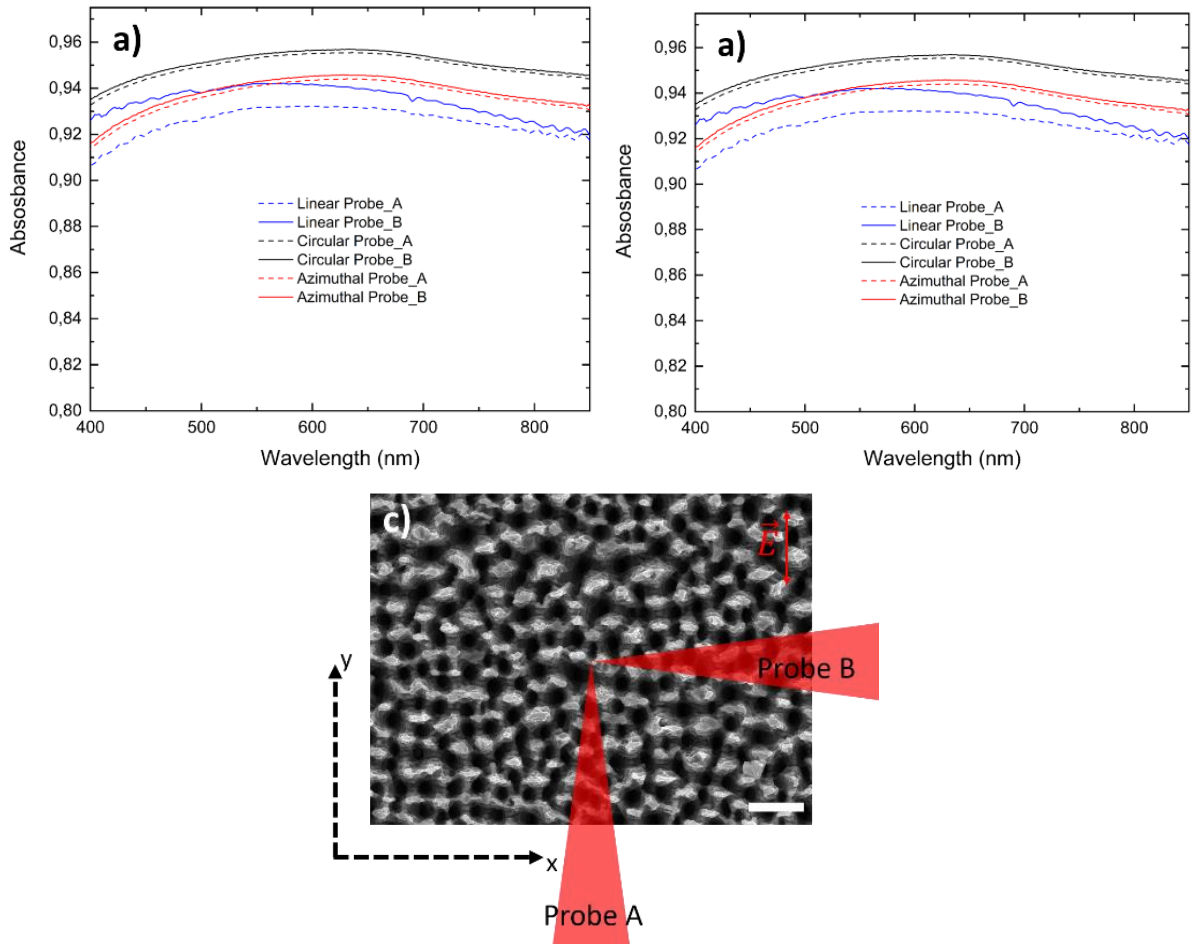 a)
0,96
0,94
0,92
0,90
0,88
0,86
0,84
0,82
0,80
Absosbance
Linear Probe_A
Linear Probe_B
Circular Probe_A
Circular Probe_B
Azimuthal Probe_A
Azimuthal Probe_B
400 500 600 700 800
Wavelength (nm)
a)
0,96
0,94
0,92
0,90
0,88
0,86
0,84
0,82
0,80
Absosbance
Linear Probe_A
Linear Probe_B
Circular Probe_A
Circular Probe_B
Azimuthal Probe_A
Azimuthal Probe_B
400 500 600 700 800
Wavelength (nm)
c)
E
y
Probe B
x
Probe A